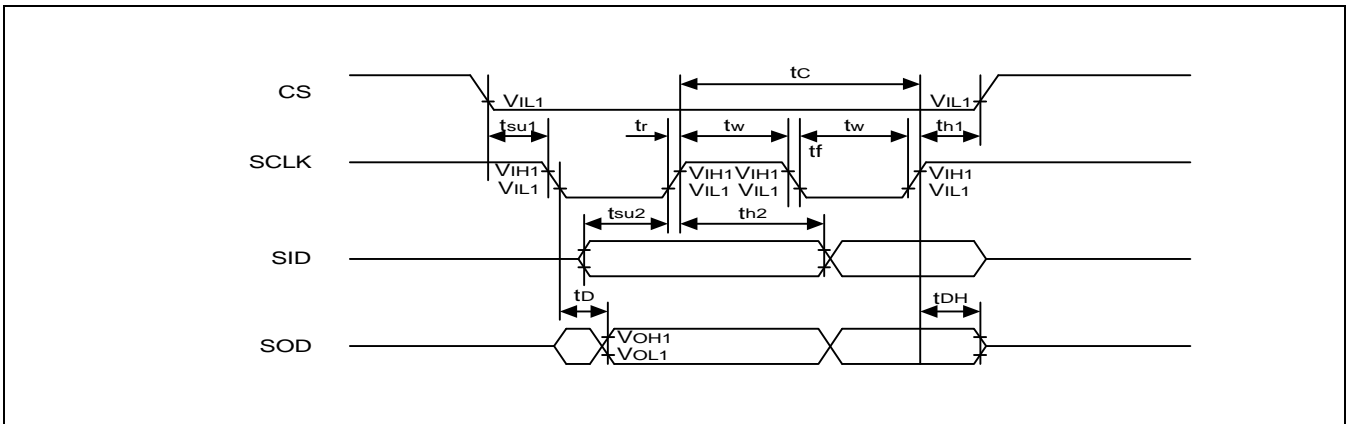 tC
CS
VIL1 VIL1
tsu1 tr tw tw th1
tf
SCLK
VIH1 VIH1 VIH1 VIH1
VIL1 VIL1 VIL1 VIL1
tsu2 th2
SID
tD tDH
VOH1
SOD
VOL1